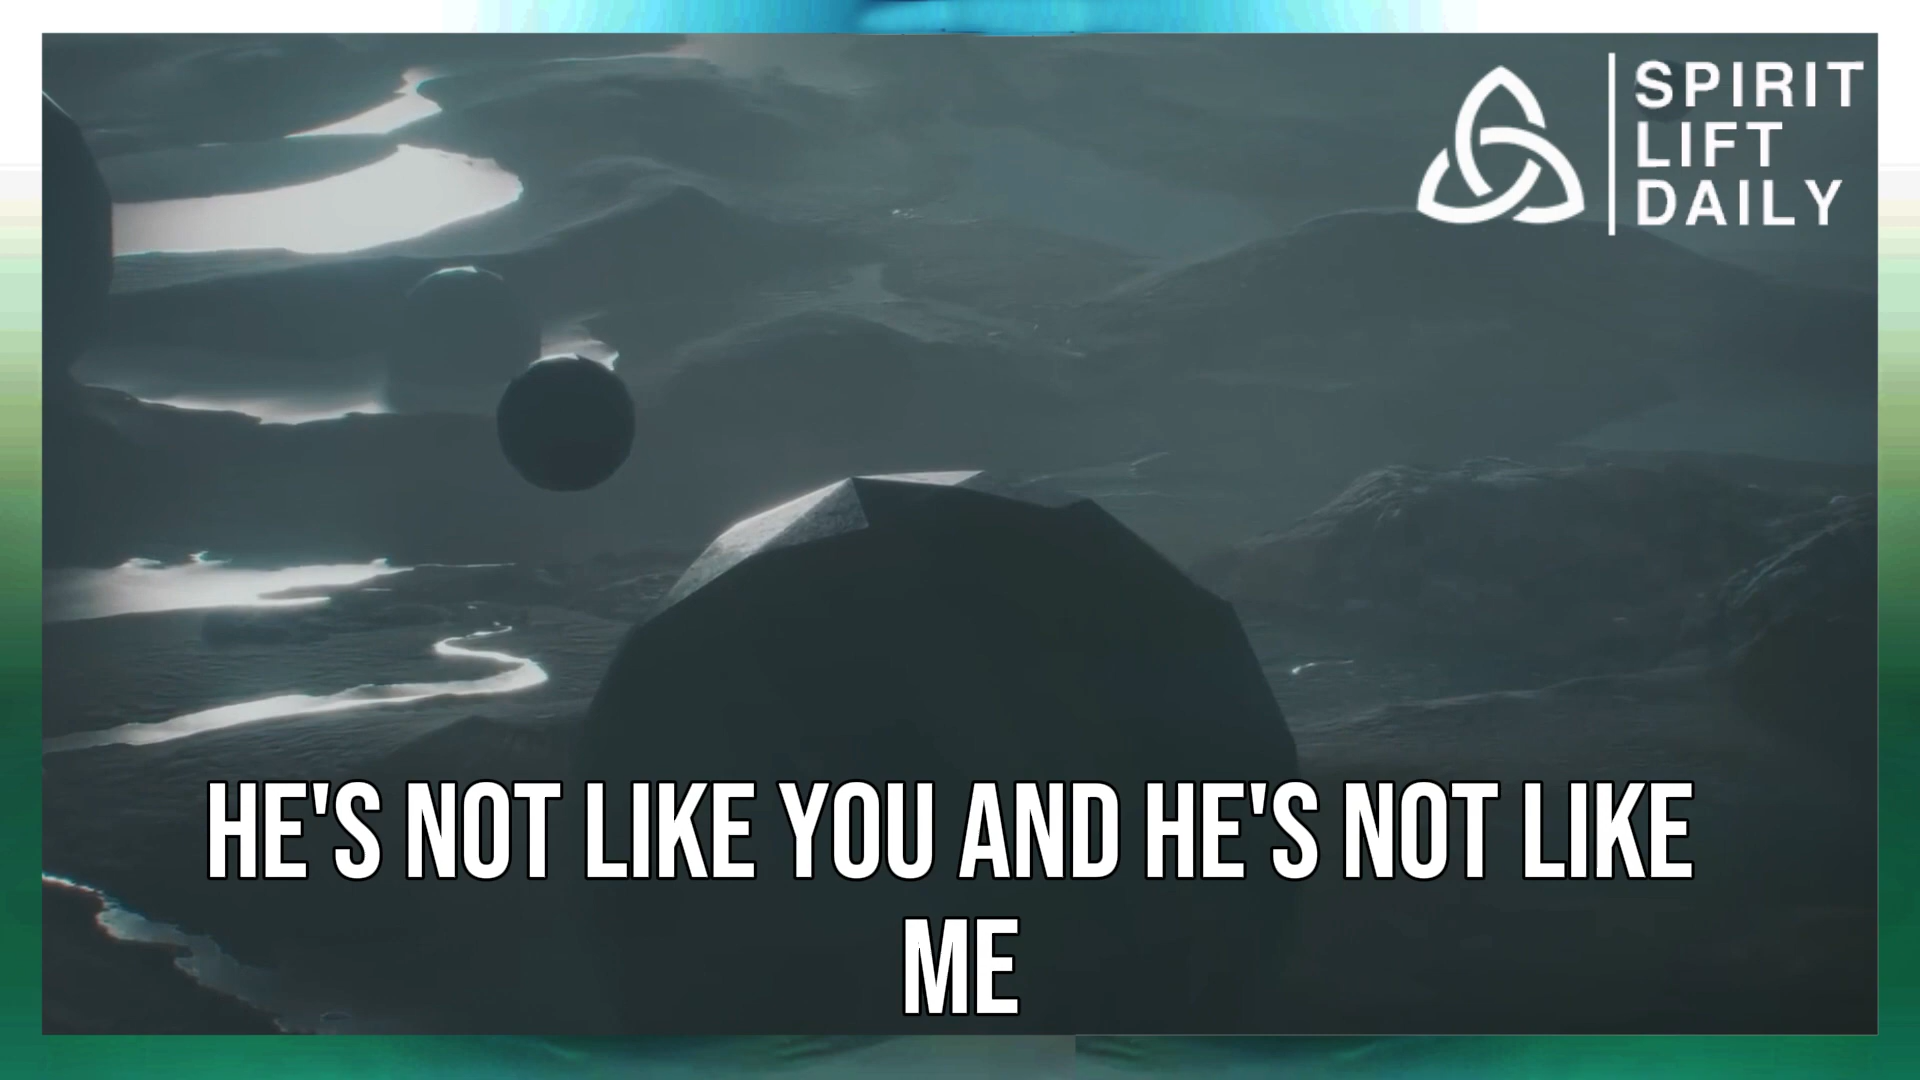 SPIRIT
LIFT
DAILY
HE'S NOT LIKE YOU AND HE'S NOT LIKE
ME